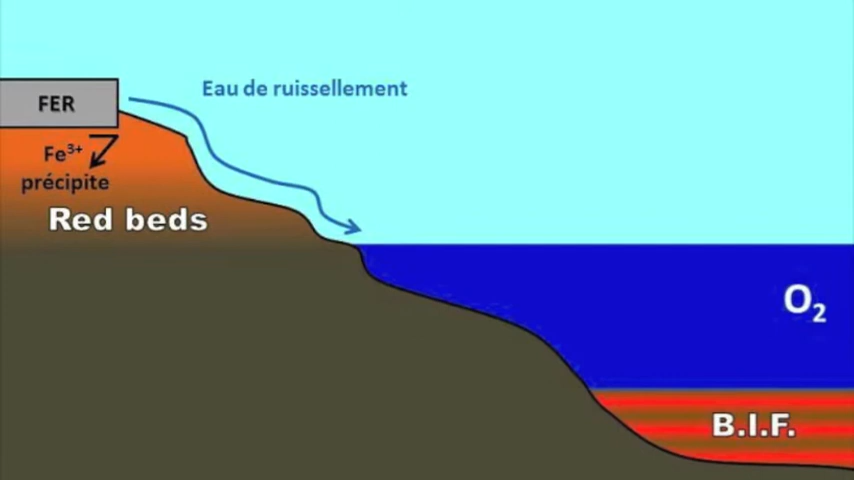 Eau de ruissellement
FER
Fe³⁺
précipite
Red beds
O₂
B.I.F.